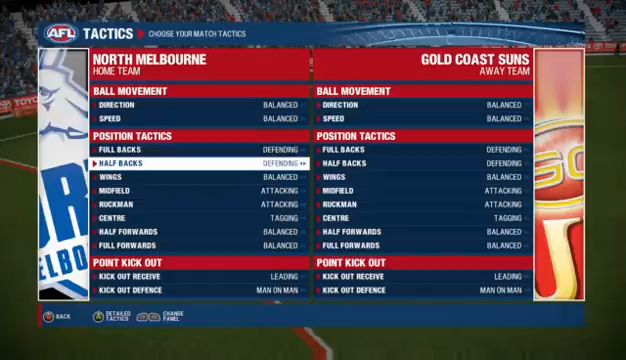 AFL TACTICS CHOOSE YOUR MATCH TACTICS
NORTH MELBOURNE
HOME TEAM
BALL MOVEMENT
DIRECTION BALANCED
SPEED BALANCED
POSITION TACTICS
FULL BACKS DEFENDING
HALF BACKS DEFENDING
WINGS BALANCED
MIDFIELD ATTACKING
RUCKMAN ATTACKING
CENTRE TAGGING
HALF FORWARDS BALANCED
FULL FORWARDS BALANCED
POINT KICK OUT
KICK OUT RECEIVE LEADING
KICK OUT DEFENCE MAN ON MAN
GOLD COAST SUNS
AWAY TEAM
BALL MOVEMENT
DIRECTION BALANCED
SPEED BALANCED
POSITION TACTICS
FULL BACKS DEFENDING
HALF BACKS DEFENDING
WINGS BALANCED
MIDFIELD ATTACKING
RUCKMAN ATTACKING
CENTRE TAGGING
HALF FORWARDS BALANCED
FULL FORWARDS BALANCED
POINT KICK OUT
KICK OUT RECEIVE LEADING
KICK OUT DEFENCE MAN ON MAN
BACK
DETAILED TACTICS
CHANGE PANEL